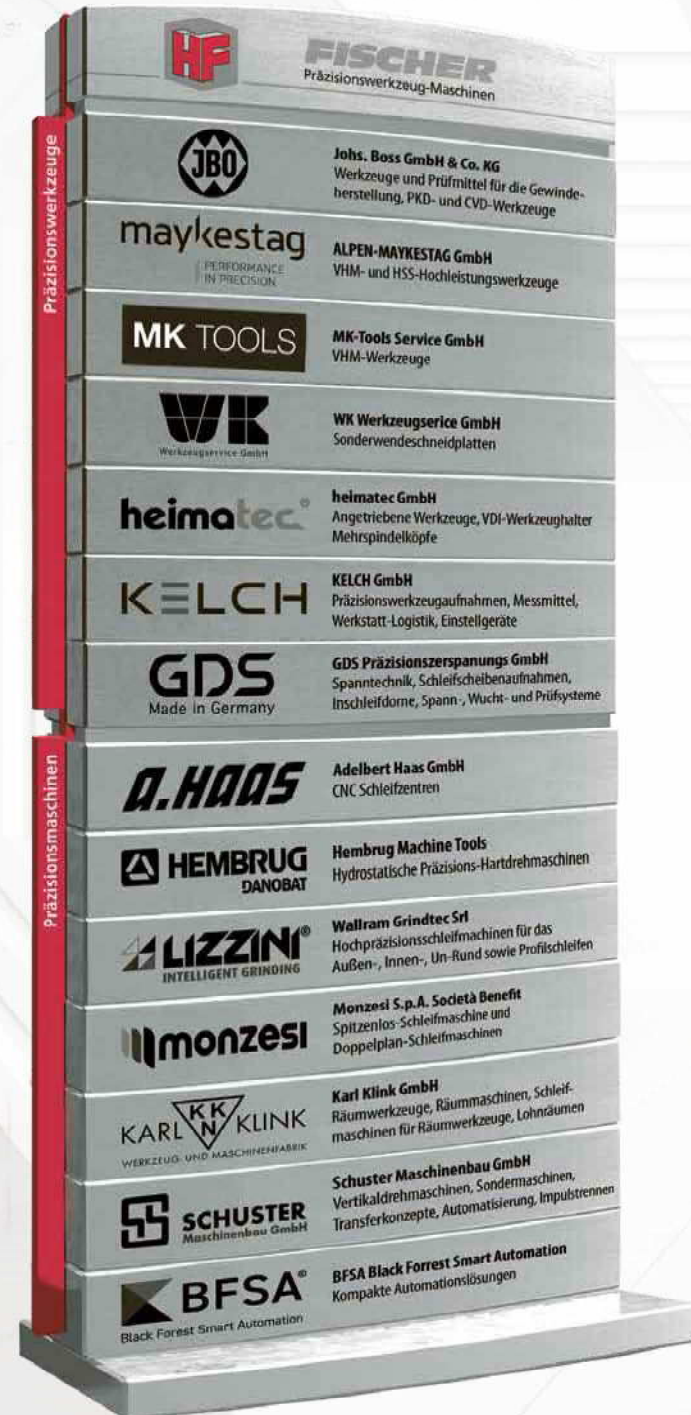 HF
FISCHER
Präzisionswerkzeug-Maschinen
Präzisionswerkzeuge
JBO
Johs. Boss GmbH & Co. KG
Werkzeuge und Prüfmittel für die Gewinde-
herstellung, PKD- und CVD-Werkzeuge
maykestag
PERFORMANCE
IN PRECISION
ALPEN-MAYKESTAG GmbH
VHM- und HSS-Hochleistungswerkzeuge
MK TOOLS
MK-Tools Service GmbH
VHM-Werkzeuge
WK
Werkzeugservice GmbH
WK Werkzeugserice GmbH
Sonderwendeschneidplatten
heimatec®
heimatec GmbH
Angetriebene Werkzeuge, VDI-Werkzeughalter
Mehrspindelköpfe
KELCH
KELCH GmbH
Präzisionswerkzeugaufnahmen, Messmittel,
Werkstatt-Logistik, Einstellgeräte
GDS
Made in Germany
GDS Präzisionszerspanungs GmbH
Spanntechnik, Schleifscheibenaufnahmen,
Inschleifdorne, Spann-, Wucht- und Prüfsysteme
Präzisionsmaschinen
A.HAAS
Adelbert Haas GmbH
CNC Schleifzentren
HEMBRUG
DANOBAT
Hembrug Machine Tools
Hydrostatische Präzisions-Hartdrehmaschinen
LIZZINI®
INTELLIGENT GRINDING
Wallram Grindtec Srl
Hochpräzisionsschleifmachinen für das
Außen-, Innen-, Un-Rund sowie Profilschleifen
monzesi
Monzesi S.p.A. Società Benefit
Spitzenlos-Schleifmaschine und
Doppelplan-Schleifmaschinen
KARL KKN KLINK
WERKZEUG- UND MASCHINENFABRIK
Karl Klink GmbH
Räumwerkzeuge, Räummaschinen, Schleif-
maschinen für Räumwerkzeuge, Lohnräumen
SCHUSTER
Maschinenbau GmbH
Schuster Maschinenbau GmbH
Vertikaldrehmaschinen, Sondermaschinen,
Transferkonzepte, Automatisierung, Impulstrennen
BFSA®
Black Forest Smart Automation
BFSA Black Forrest Smart Automation
Kompakte Automationslösungen